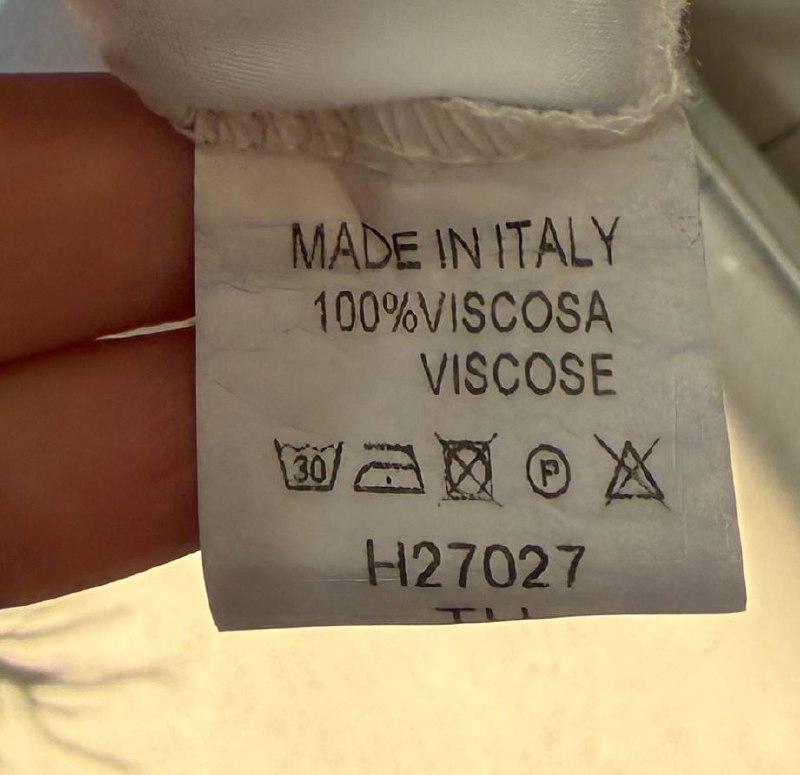 MADE IN ITALY
100%VISCOSA
VISCOSE
30 P
H27027